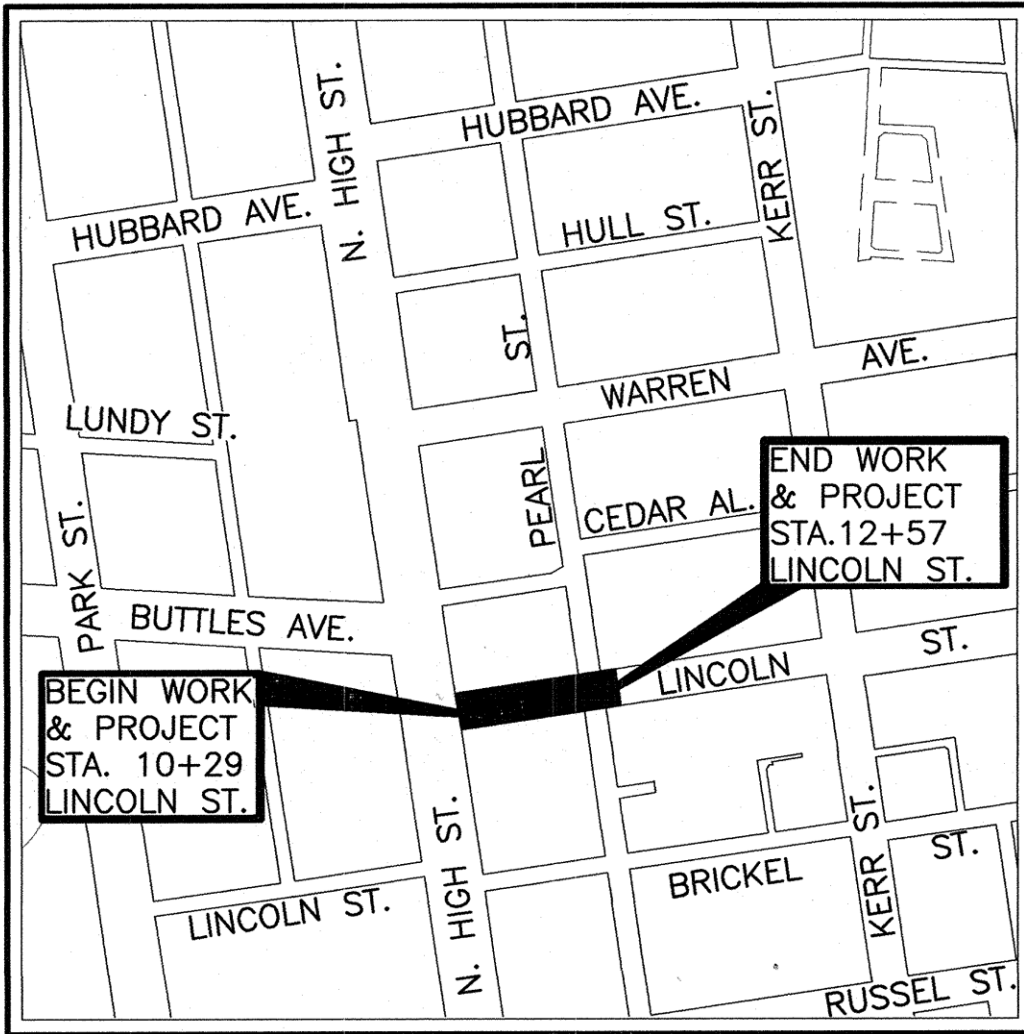 HUBBARD AVE.
N. HIGH ST.
KERR ST.
HUBBARD AVE.
HULL ST.
ST.
AVE.
WARREN
LUNDY ST.
PEARL
END WORK
& PROJECT
STA.12+57
LINCOLN ST.
CEDAR AL.
PARK ST.
BUTTLES AVE.
ST.
LINCOLN
BEGIN WORK
& PROJECT
STA. 10+29
LINCOLN ST.
N. HIGH ST.
KERR ST.
ST.
BRICKEL
LINCOLN ST.
RUSSEL ST.